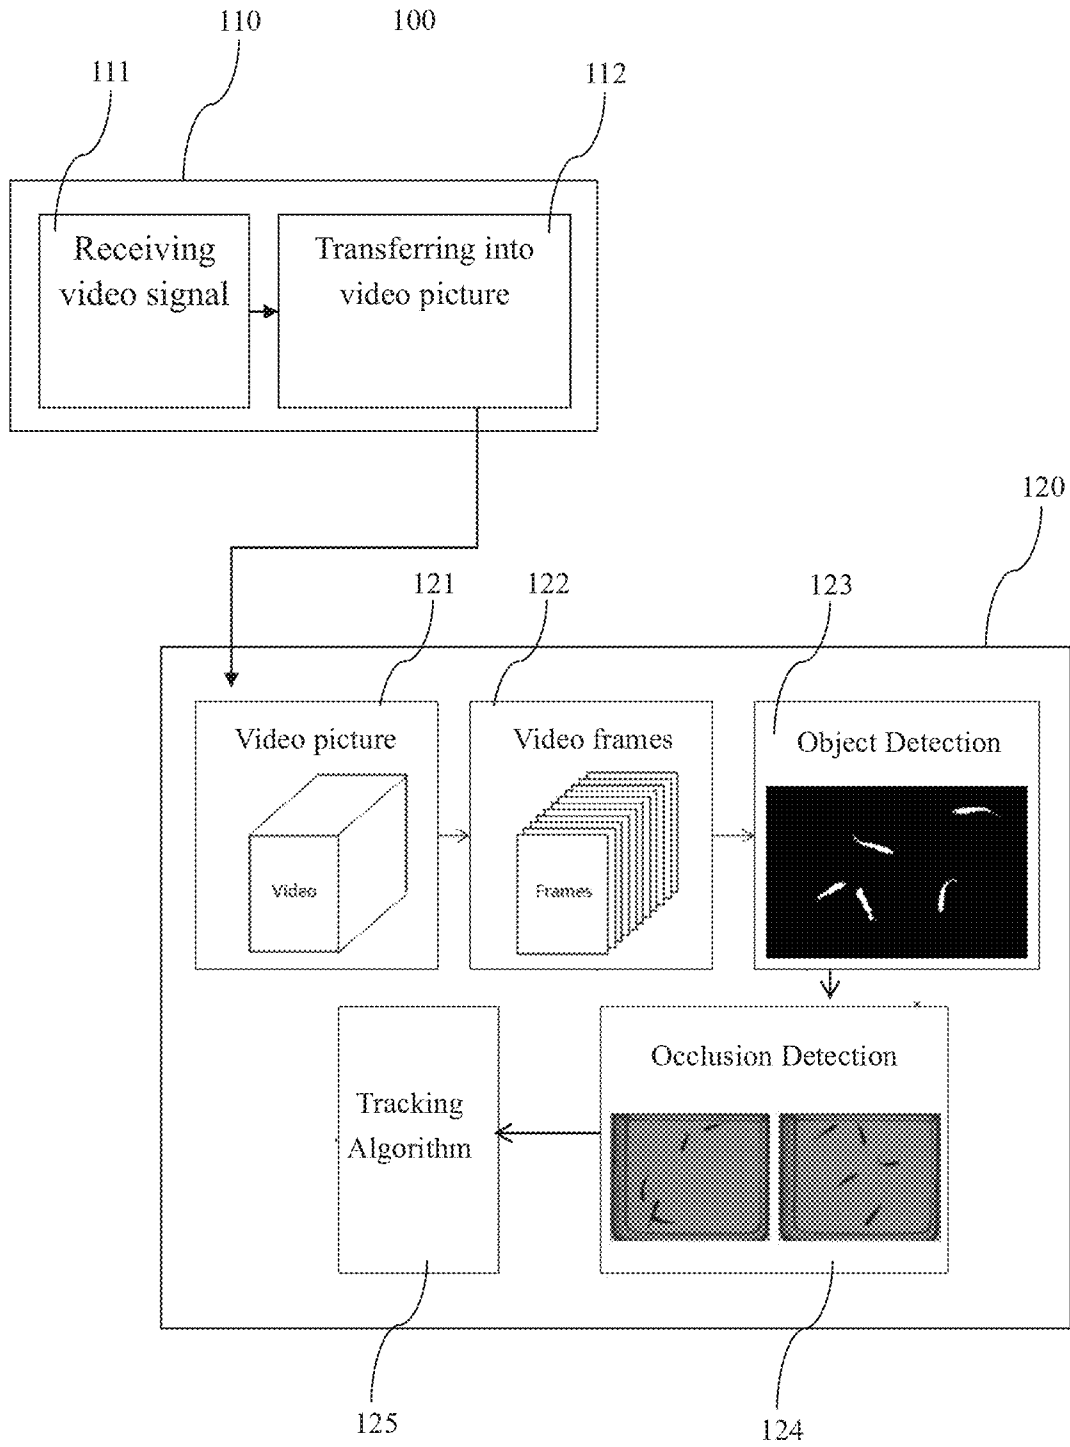 110
100
111
112
Receiving
video signal
Transferring into
video picture
120
121
122
123
Video picture
Video
Video frames
Frames
Object Detection
Occlusion Detection
Tracking
Algorithm
125
124